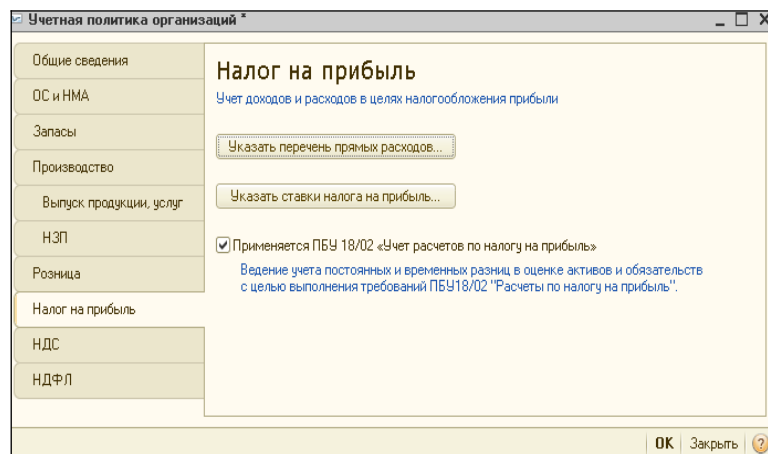 Учетная политика организаций *
Общие сведения
ОС и НМА
Запасы
Производство
Выпуск продукции, услуг
НЗП
Розница
Налог на прибыль
НДС
НДФЛ
Налог на прибыль
Учет доходов и расходов в целях налогообложения прибыли
Указать перечень прямых расходов...
Указать ставки налога на прибыль...
Применяется ПБУ 18/02 «Учет расчетов по налогу на прибыль»
Ведение учета постоянных и временных разниц в оценке активов и обязательств
с целью выполнения требований ПБУ18/02 "Расчеты по налогу на прибыль".
OK Закрыть ?